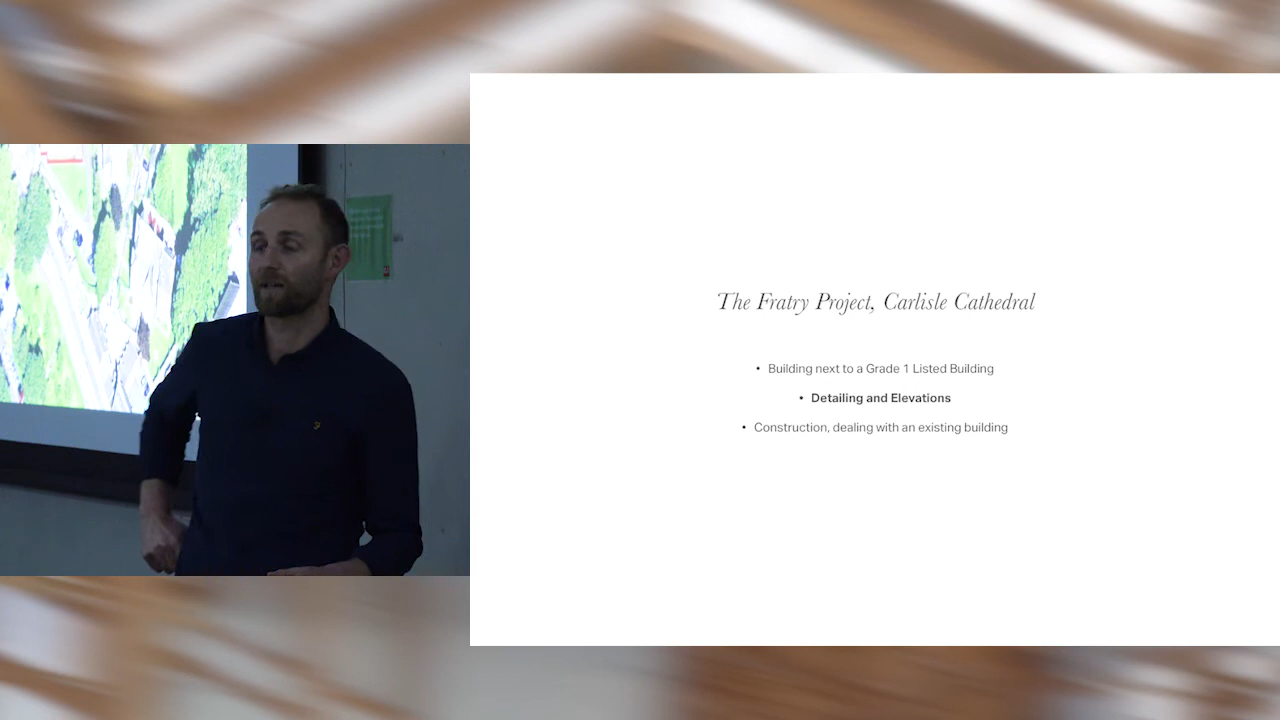 The Fratry Project, Carlisle Cathedral
• Building next to a Grade 1 Listed Building
• Detailing and Elevations
• Construction, dealing with an existing building